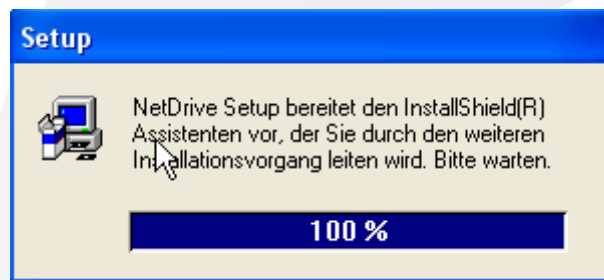 Setup
NetDrive Setup bereitet den InstallShield(R)
Assistenten vor, der Sie durch den weiteren
Installationsvorgang leiten wird. Bitte warten.
100 %